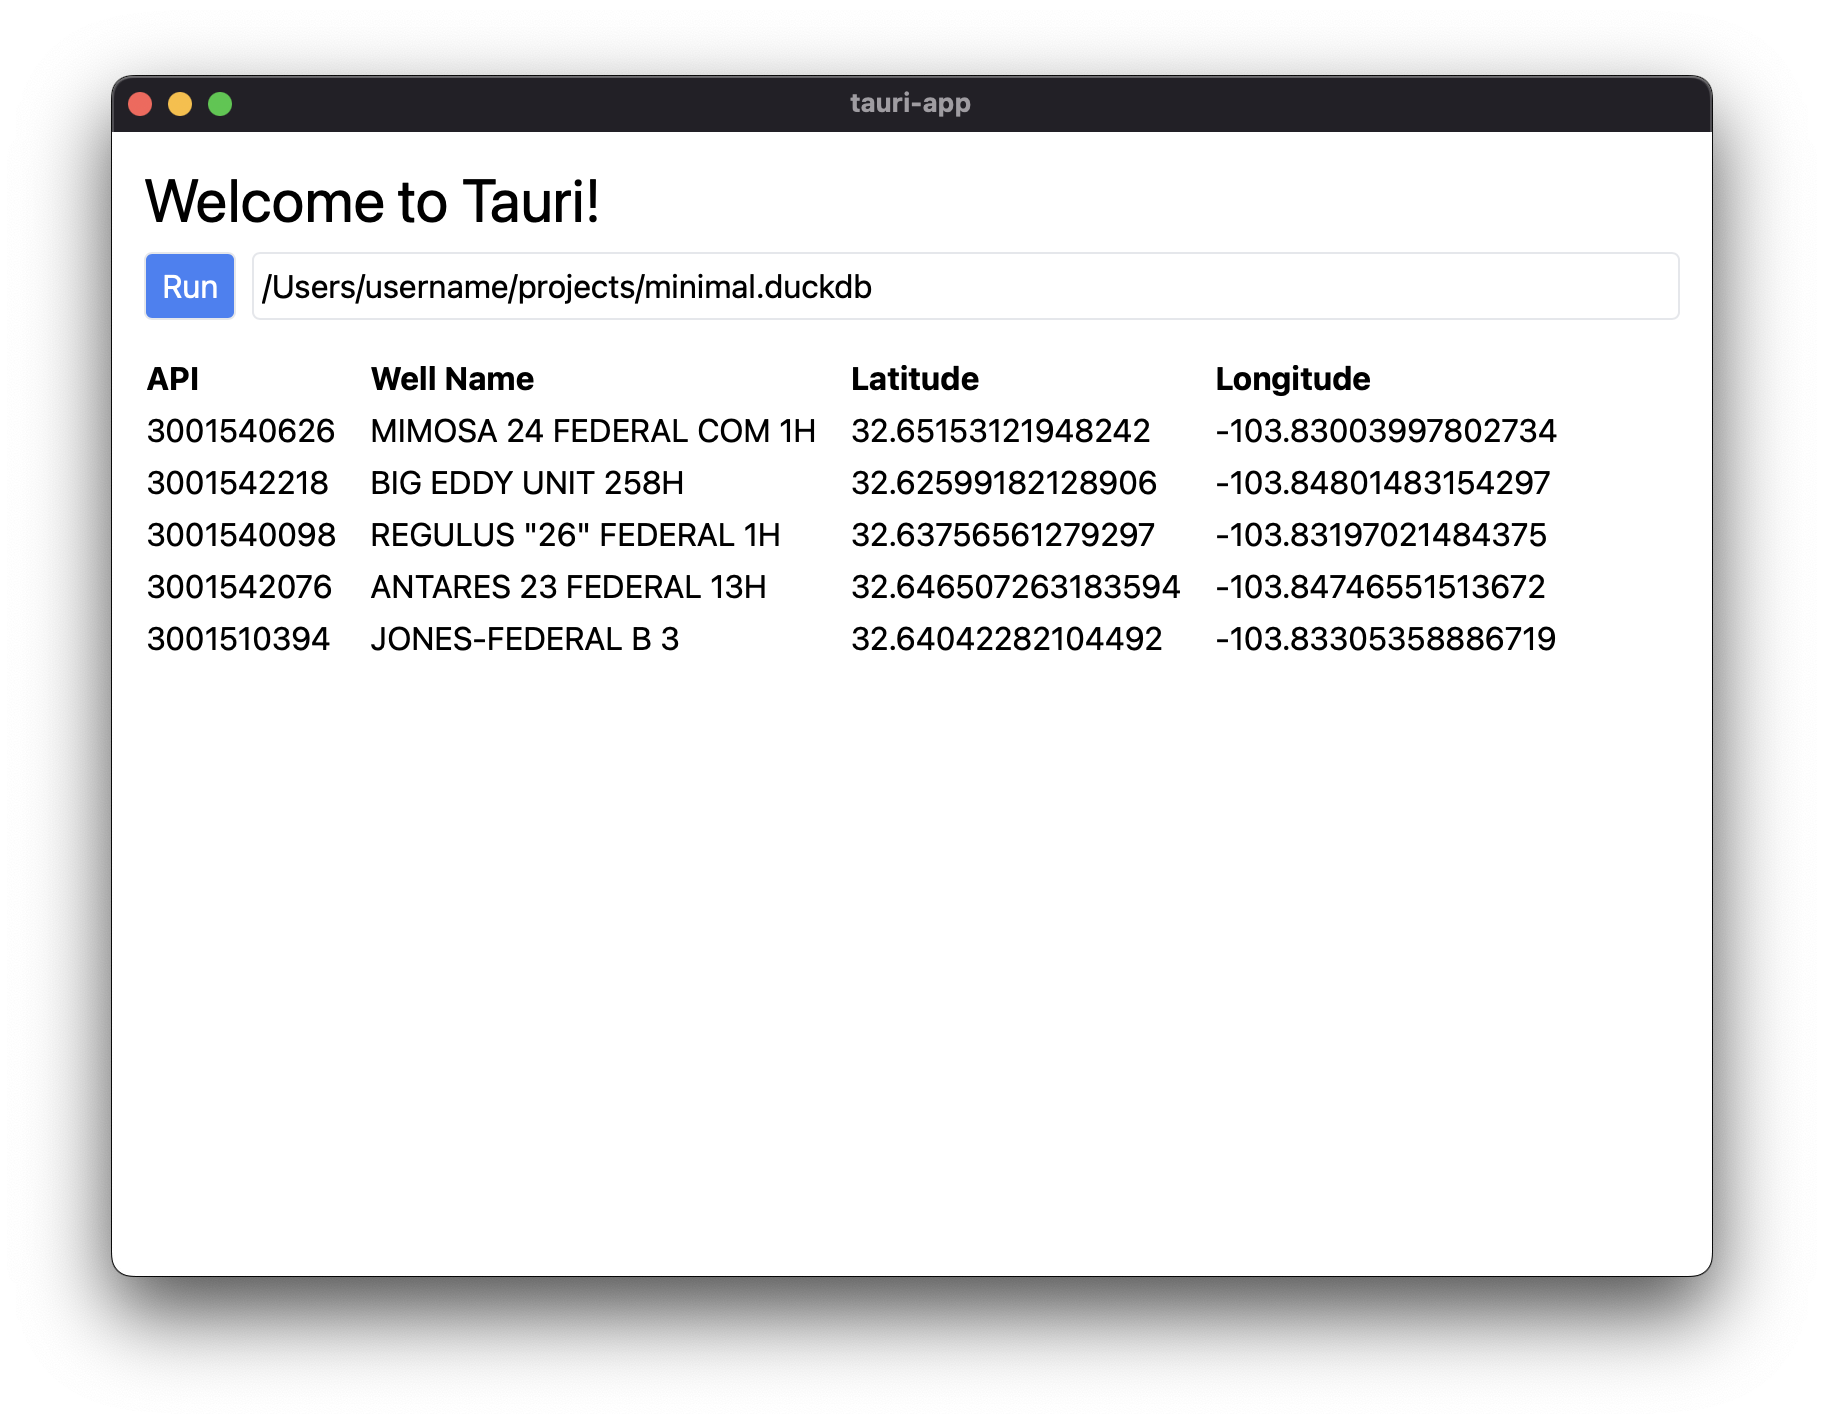 tauri-app
Welcome to Tauri!
Run /Users/username/projects/minimal.duckdb
API Well Name Latitude Longitude
3001540626 MIMOSA 24 FEDERAL COM 1H 32.65153121948242 -103.83003997802734
3001542218 BIG EDDY UNIT 258H 32.62599182128906 -103.84801483154297
3001540098 REGULUS "26" FEDERAL 1H 32.63756561279297 -103.83197021484375
3001542076 ANTARES 23 FEDERAL 13H 32.646507263183594 -103.84746551513672
3001510394 JONES-FEDERAL B 3 32.64042282104492 -103.83305358886719